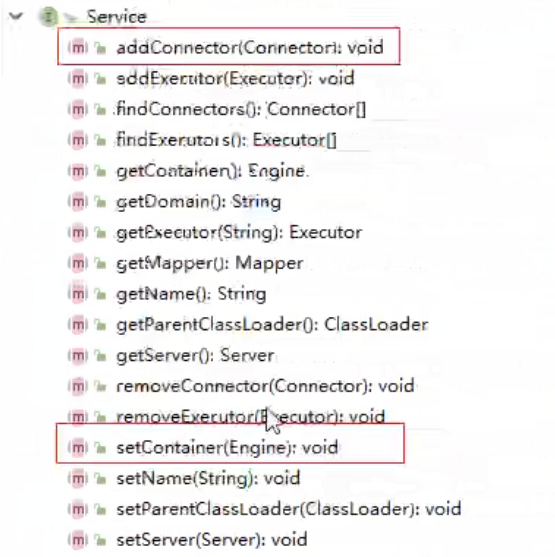 Service
addConnector(Connector): void
addExecutor(Executor): void
findConnectors(): Connector[]
findExecutors(): Executor[]
getContainer(): Engine
getDomain(): String
getExecutor(String): Executor
getMapper(): Mapper
getName(): String
getParentClassLoader(): ClassLoader
getServer(): Server
removeConnector(Connector): void
removeExecutor(Executor): void
setContainer(Engine): void
setName(String): void
setParentClassLoader(ClassLoader): void
setServer(Server): void